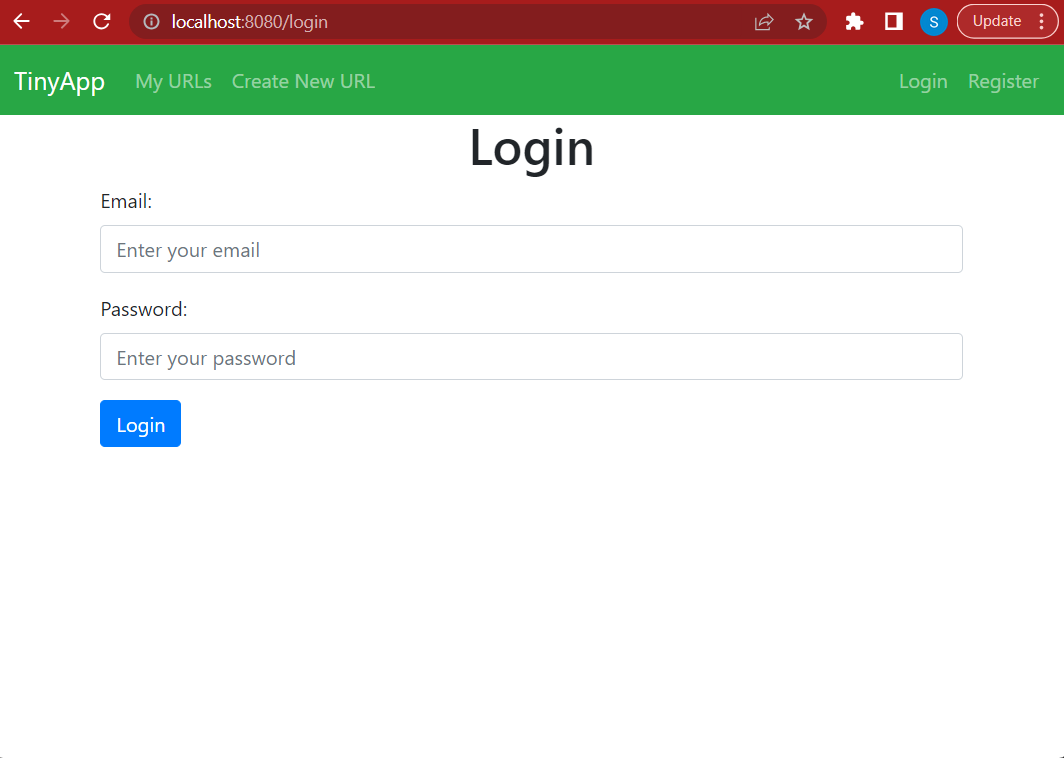 localhost:8080/login
S
Update
TinyApp My URLs Create New URL Login Register
Login
Email:
Enter your email
Password:
Enter your password
Login